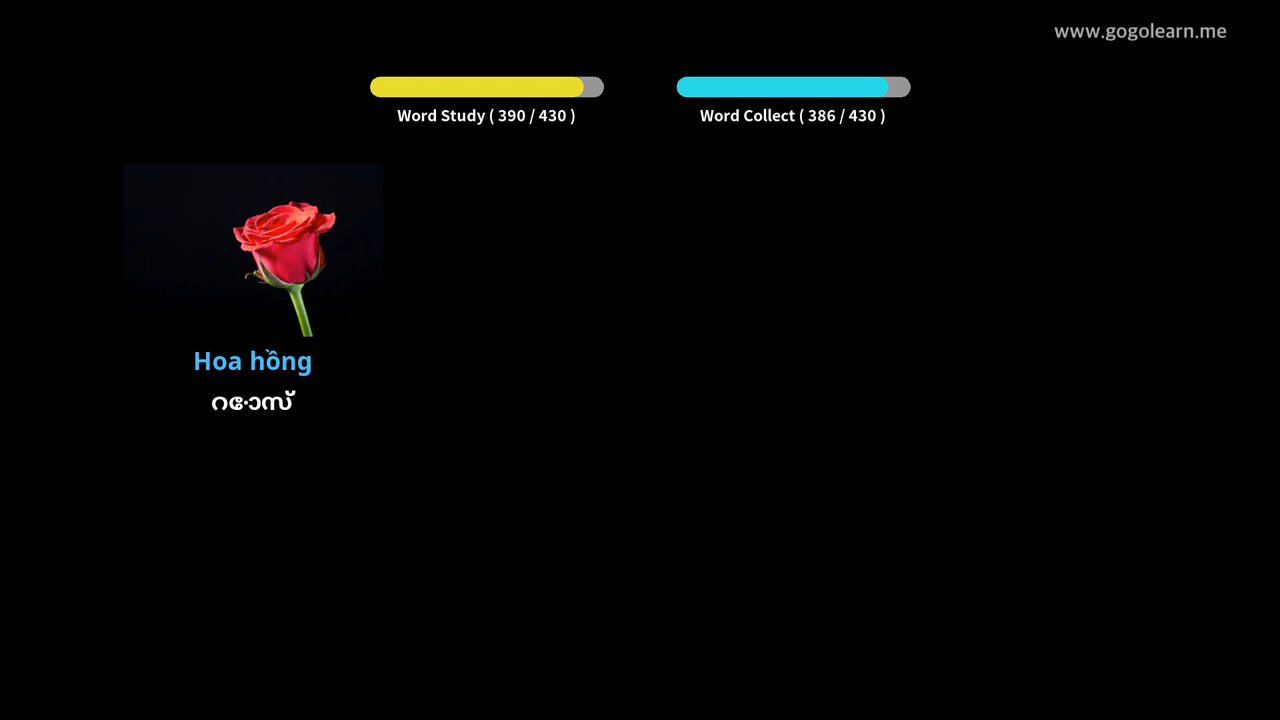 www.gogolearn.me
Word Study ( 390 / 430 )
Word Collect ( 386 / 430 )
Hoa hồng
റോസ്